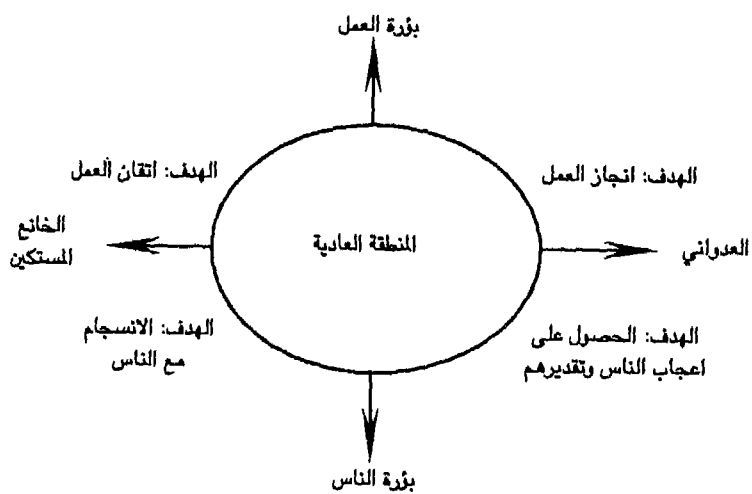 بؤرة العمل
الهدف: انجاز العمل
الهدف: اتقان العمل
العدواني
المنطقة العادية
الخانع
المستكين
الهدف: الحصول على
اعجاب الناس وتقديرهم
الهدف: الانسجام
مع الناس
بؤرة الناس